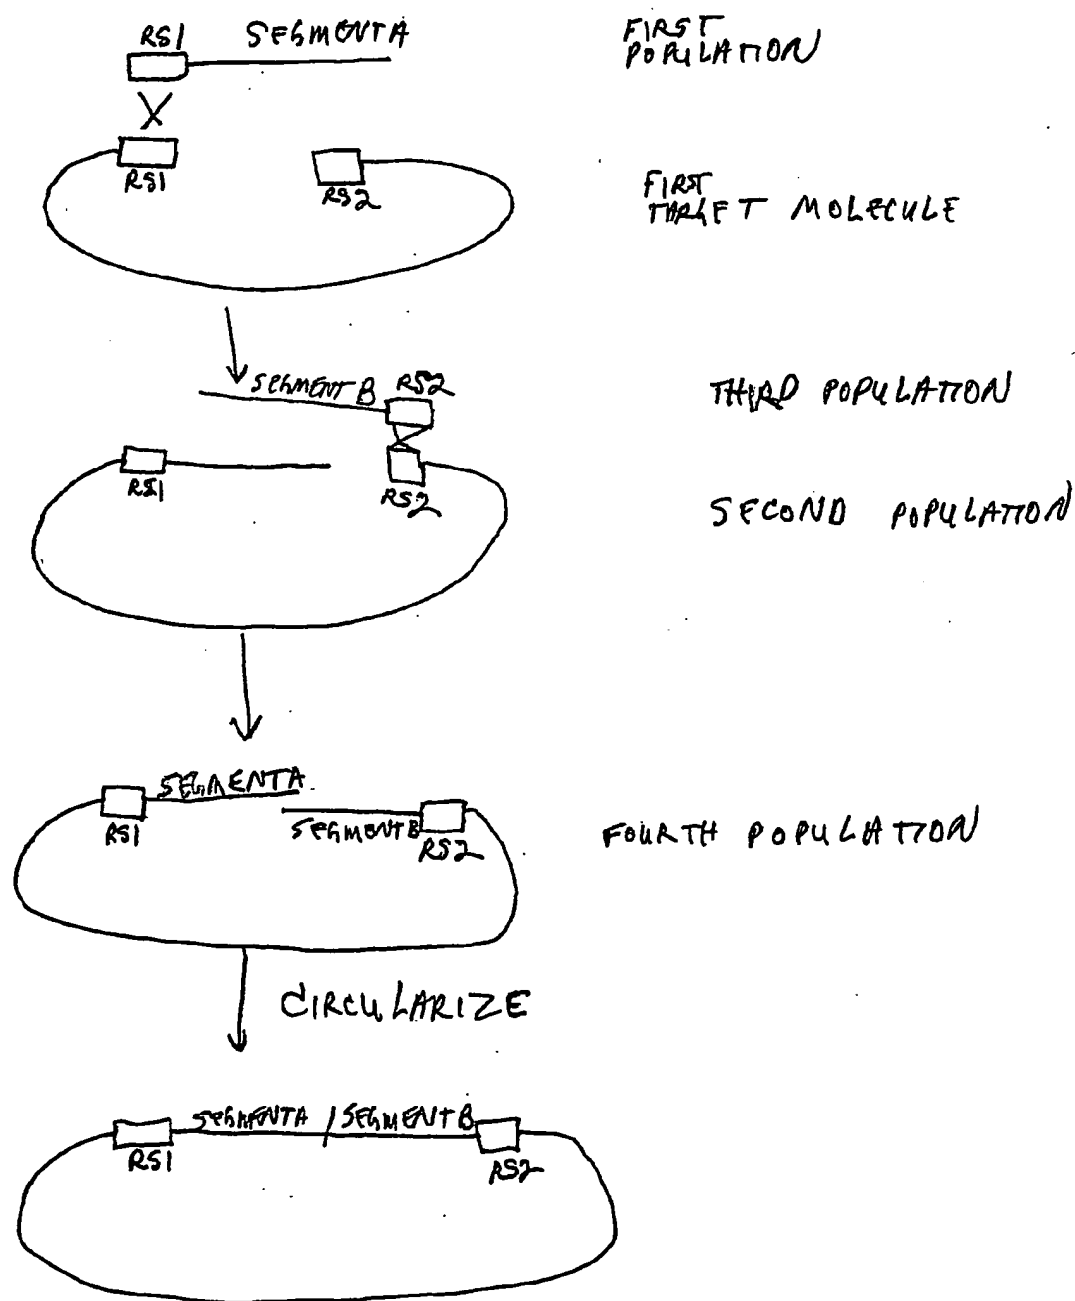 RS1 SEGMENTA
FIRST
POPULATION
X
RS1
RS2
FIRST
TARGET MOLECULE
SEGMENT B RS2
THIRD POPULATION
RS1
RS2
SECOND POPULATION
SEGMENTA
RS1
SEGMENTB
RS2
FOURTH POPULATION
CIRCULARIZE
SEGMENTA / SEGMENTB
RS1
RS2